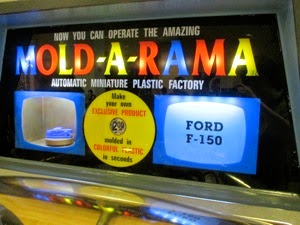 NOW YOU CAN OPERATE THE AMAZING
MOLD-A-RAMA
AUTOMATIC MINIATURE PLASTIC FACTORY
Make
your own
EXCLUSIVE PRODUCT
molded in
COLORFUL PLASTIC
in seconds
FORD
F-150